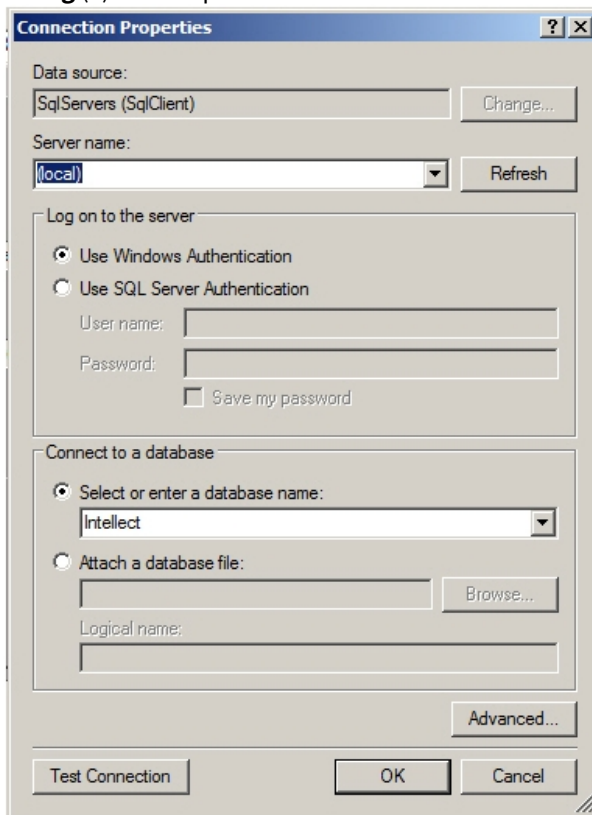 Connection Properties
Data source:
SqlServers (SqlClient)
Change...
Server name:
(local)
Refresh
Log on to the server
Use Windows Authentication
Use SQL Server Authentication
User name:
Password:
Save my password
Connect to a database
Select or enter a database name:
Intellect
Attach a database file:
Browse...
Logical name:
Advanced...
Test Connection
OK
Cancel